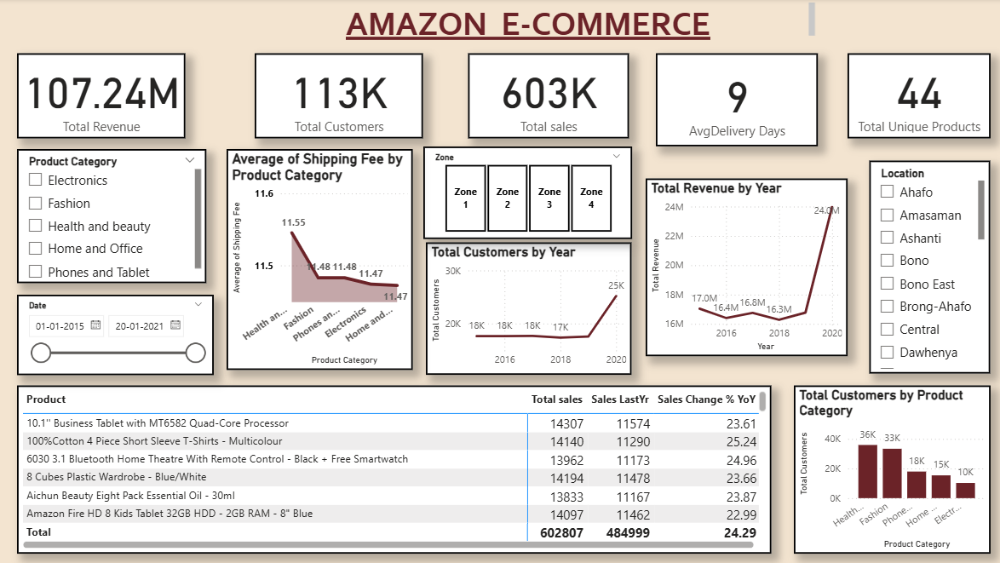 AMAZON E-COMMERCE
107.24M
Total Revenue
113K
Total Customers
603K
Total sales
9
AvgDelivery Days
44
Total Unique Products
Product Category
Electronics
Fashion
Health and beauty
Home and Office
Phones and Tablet
Date
01-01-2015
20-01-2021
Average of Shipping Fee by
Product Category
Average of Shipping Fee
11.6
11.5
11.55
11.48
11.48
11.47
11.47
Health an...
Fashion
Phones an...
Electronics
Home and...
Product Category
Zone
Zone
1
Zone
2
Zone
3
Zone
4
Total Customers by Year
Total Customers
30K
20K
18K
18K
18K
17K
25K
2016
2018
2020
Total Revenue by Year
Total Revenue
24M
22M
20M
18M
16M
17.0M
16.4M
16.8M
16.3M
24.0M
2016
2018
2020
Year
Location
Ahafo
Amasaman
Ashanti
Bono
Bono East
Brong-Ahafo
Central
Dawhenya
Product Total sales Sales LastYr Sales Change % YoY
10.1'' Business Tablet with MT6582 Quad-Core Processor 14307 11574 23.61
100%Cotton 4 Piece Short Sleeve T-Shirts - Multicolour 14140 11290 25.24
6030 3.1 Bluetooth Home Theatre With Remote Control - Black + Free Smartwatch 13962 11173 24.96
8 Cubes Plastic Wardrobe - Blue/White 14194 11478 23.66
Aichun Beauty Eight Pack Essential Oil - 30ml 13833 11167 23.87
Amazon Fire HD 8 Kids Tablet 32GB HDD - 2GB RAM - 8" Blue 14097 11462 22.99
Total 602807 484999 24.29
Total Customers by Product
Category
Total Customers
40K
20K
0K
36K
33K
18K
15K
10K
Health...
Fashion
Phone...
Home ...
Electr...
Product Category